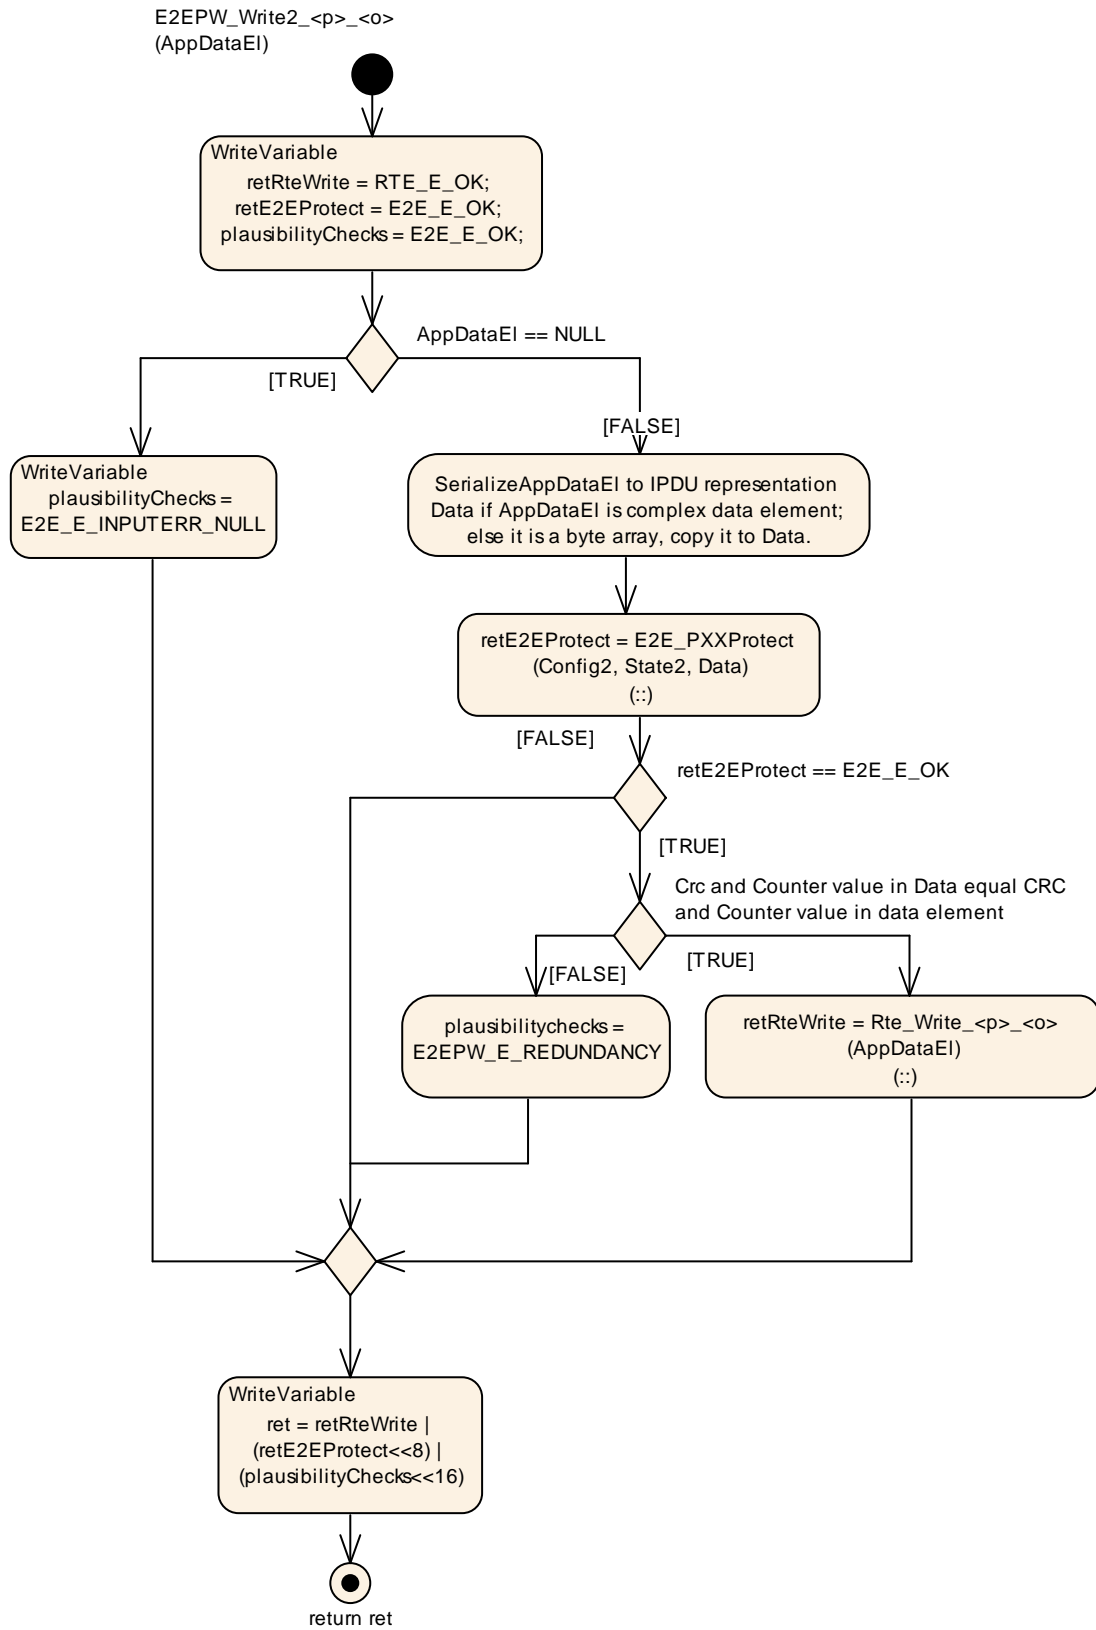 E2EPW_Write2_<p>_<o>
(AppDataEl)
WriteVariable
retRteWrite = RTE_E_OK;
retE2EProtect = E2E_E_OK;
plausibilityChecks = E2E_E_OK;
AppDataEl == NULL
[TRUE]
[FALSE]
WriteVariable
plausibilityChecks =
E2E_E_INPUTERR_NULL
SerializeAppDataEl to IPDU representation
Data if AppDataEl is complex data element;
else it is a byte array, copy it to Data.
retE2EProtect = E2E_PXXProtect
(Config2, State2, Data)
(::)
[FALSE]
retE2EProtect == E2E_E_OK
[TRUE]
Crc and Counter value in Data equal CRC
and Counter value in data element
[FALSE]
[TRUE]
plausibilitychecks =
E2EPW_E_REDUNDANCY
retRteWrite = Rte_Write_<p>_<o>
(AppDataEl)
(::)
WriteVariable
ret = retRteWrite |
(retE2EProtect<<8) |
(plausibilityChecks<<16)
return ret